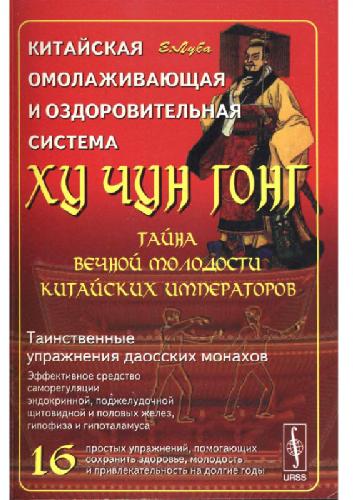 КИТАЙСКАЯ
Е.Луба
ОМОЛАЖИВАЮЩАЯ
И ОЗДОРОВИТЕЛЬНАЯ
СИСТЕМА
ХУ ЧУН ГОНГ
ТАЙНА
ВЕЧНОЙ МОЛОДОСТИ
КИТАЙСКИХ ИМПЕРАТОРОВ
Таинственные
упражнения даосских монахов
Эффективное средство
саморегуляции
эндокринной, поджелудочной
щитовидной и половых желез,
гипофиза и гипоталамуса
16 простых упражнений, помогающих
сохранить здоровье, молодость
и привлекательность на долгие годы
URSS